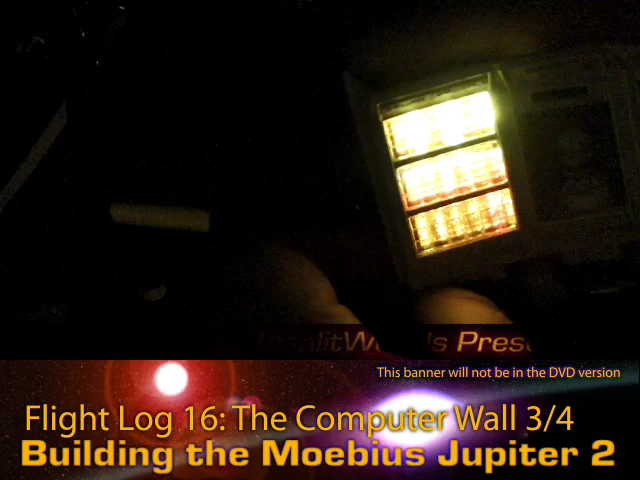 Prese
This banner will not be in the DVD version
Flight Log 16: The Computer Wall 3/4
Building the Moebius Jupiter 2